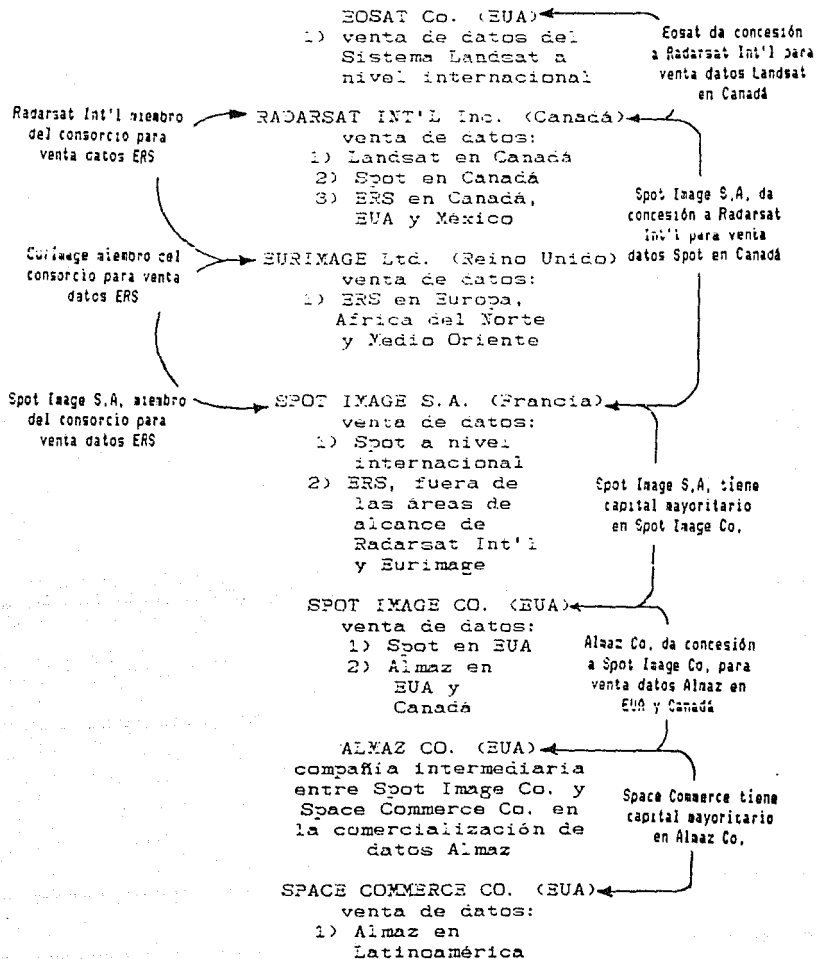 EOSAT Co. (EUA)
1) venta de datos del
Sistema Landsat a
nivel internacional
Eosat da concesión
a Radarsat Int'l para
venta datos Landsat
en Canadá
Radarsat Int'l miembro
del consorcio para
venta datos ERS
RADARSAT INT'L Inc. (Canadá)
venta de datos:
1) Landsat en Canadá
2) Spot en Canadá
3) ERS en Canadá,
EUA y México
Spot Image S.A, da
concesión a Radarsat
Int'l para venta
datos Spot en Canadá
Eurimage miembro del
consorcio para venta
datos ERS
EURIMAGE Ltd. (Reino Unido)
venta de datos:
1) ERS en Europa,
Africa del Norte
y Medio Oriente
Spot Image S.A, miembro
del consorcio para
venta datos ERS
SPOT IMAGE S.A. (Francia)
venta de datos:
1) Spot a nivel
internacional
2) ERS, fuera de
las áreas de
alcance de
Radarsat Int'l
y Eurimage
Spot Image S.A, tiene
capital mayoritario
en Spot Image Co,
SPOT IMAGE CO. (EUA)
venta de datos:
1) Spot en EUA
2) Almaz en
EUA y
Canadá
Almaz Co, da concesión
a Spot Image Co, para
venta datos Almaz en
EUA y Canadá
ALMAZ CO. (EUA)
compañía intermediaria
entre Spot Image Co. y
Space Commerce Co. en
la comercialización de
datos Almaz
Space Commerce tiene
capital mayoritario
en Almaz Co,
SPACE COMMERCE CO. (EUA)
venta de datos:
1) Almaz en
Latinoamérica